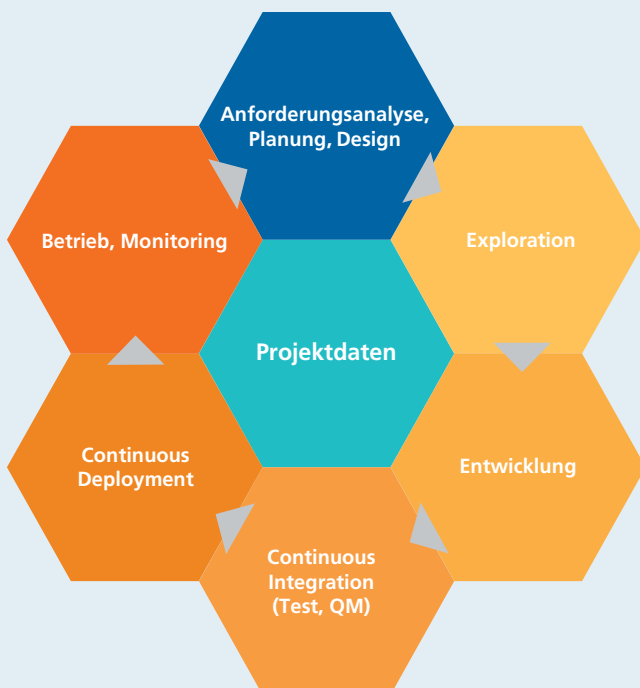 Anforderungsanalyse,
Planung, Design
Betrieb, Monitoring
Exploration
Projektdaten
Continuous
Deployment
Entwicklung
Continuous
Integration
(Test, QM)